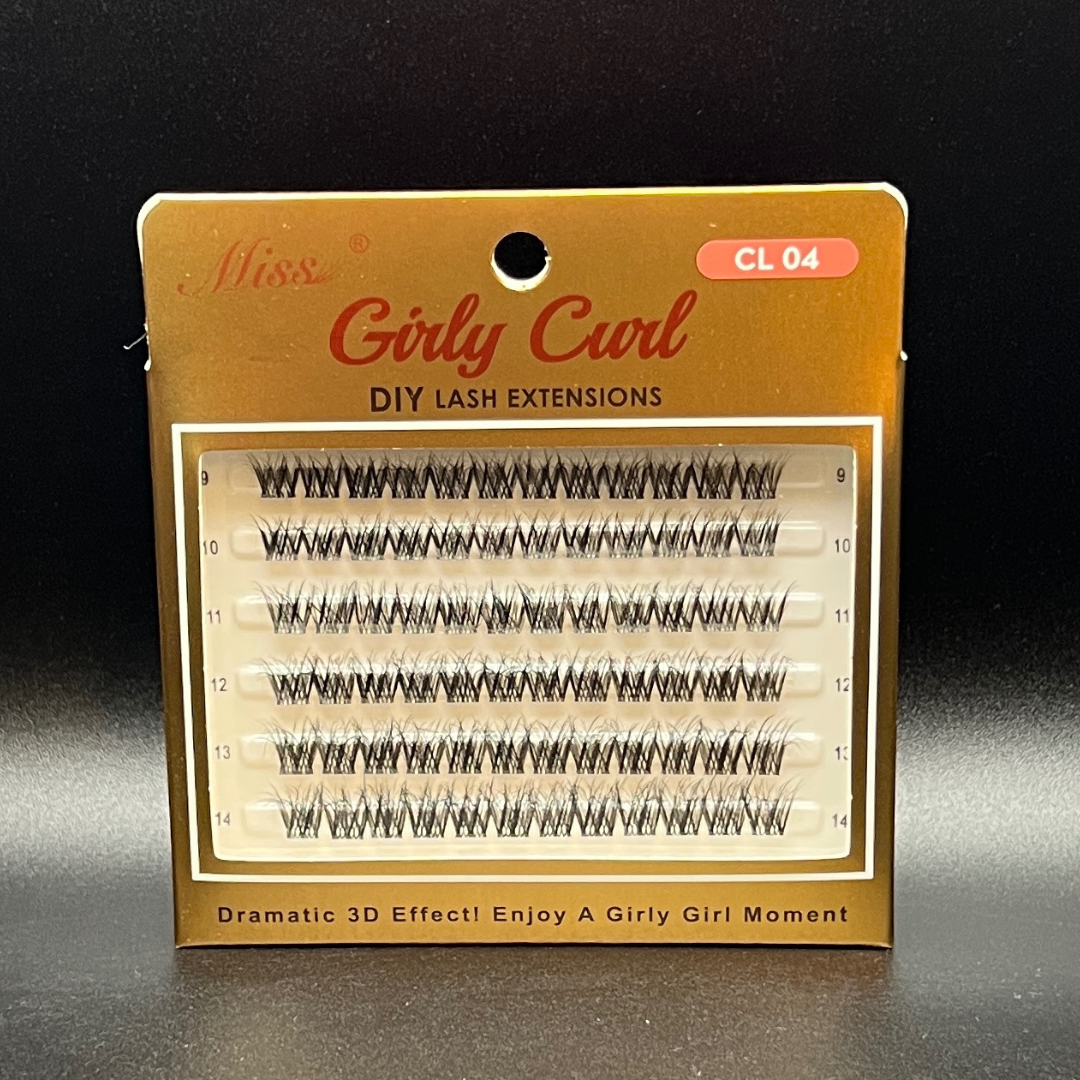 Miss ®
CL 04
Girly Curl
DIY LASH EXTENSIONS
9 9
10 10
11 11
12 12
13 13
14 14
Dramatic 3D Effect! Enjoy A Girly Girl Moment